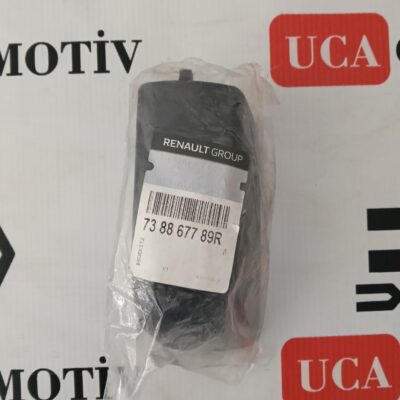 MOTİV
UCA
RENAULT GROUP
73 88 677 89R
UCA
MOTİV